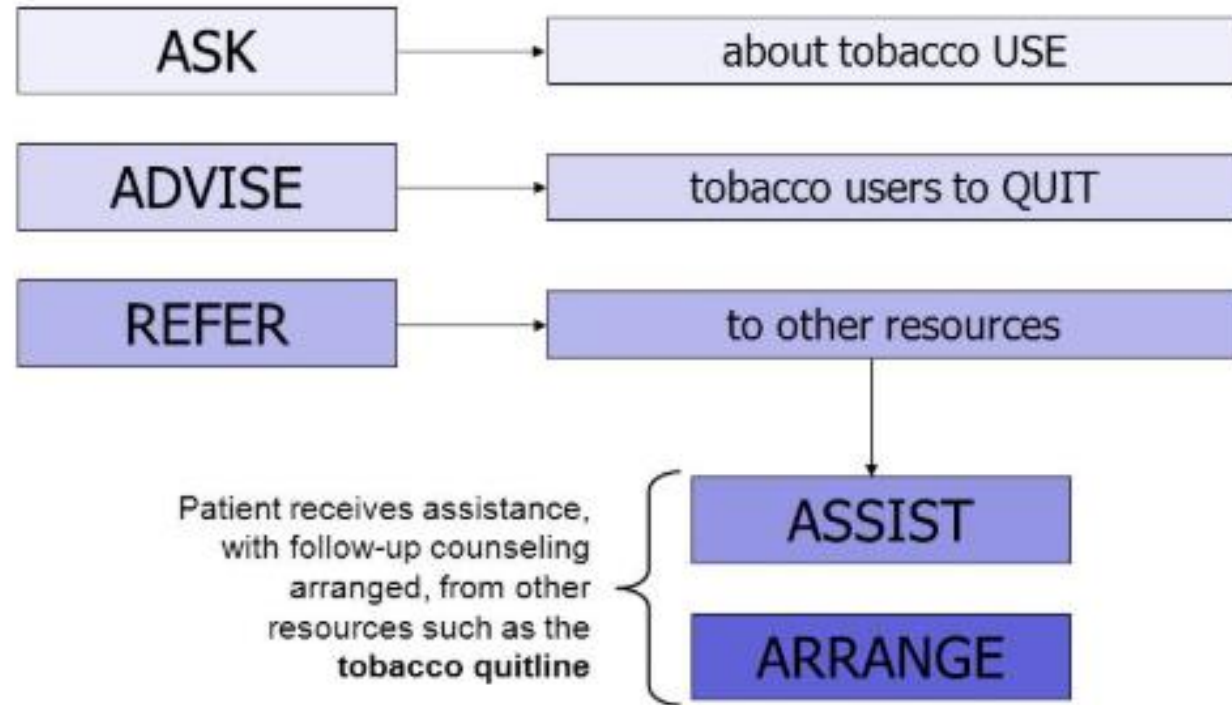 ASK
about tobacco USE
ADVISE
tobacco users to QUIT
REFER
to other resources
Patient receives assistance,
with follow-up counseling
arranged, from other
resources such as the
tobacco quitline
ASSIST
ARRANGE